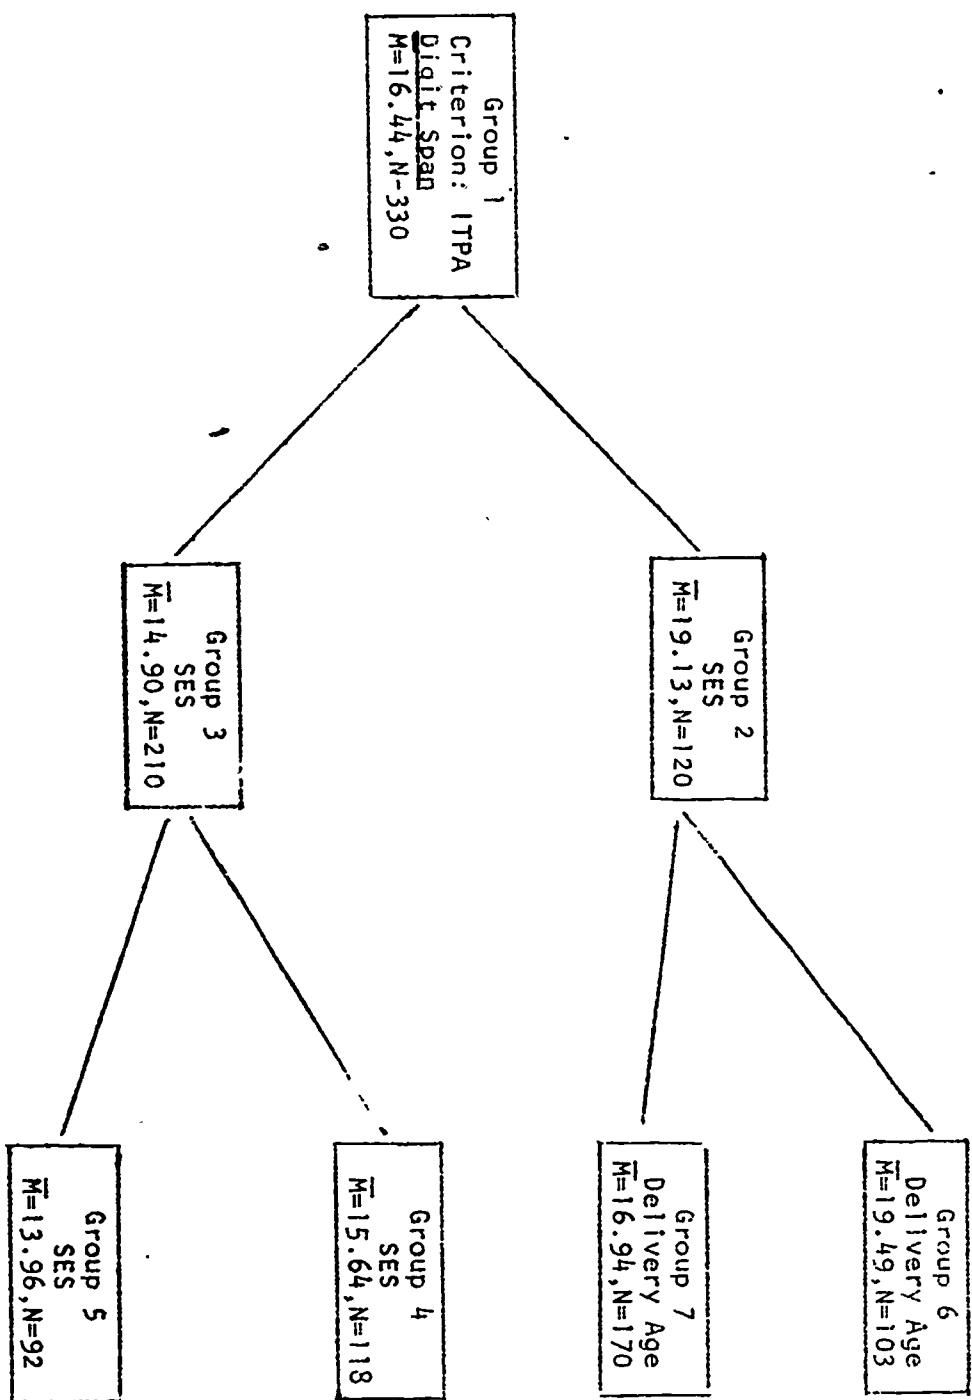 Group 1
Criterion: ITPA
Digit Span
M=16.44,N-330
Group 2
SES
M̅=19.13,N=120
Group 3
SES
M̅=14.90,N=210
Group 6
Delivery Age
M̅=19.49,N=103
Group 7
Delivery Age
M̅=16.94,N=170
Group 4
SES
M̅=15.64,N=118
Group 5
SES
M̅=13.96,N=92